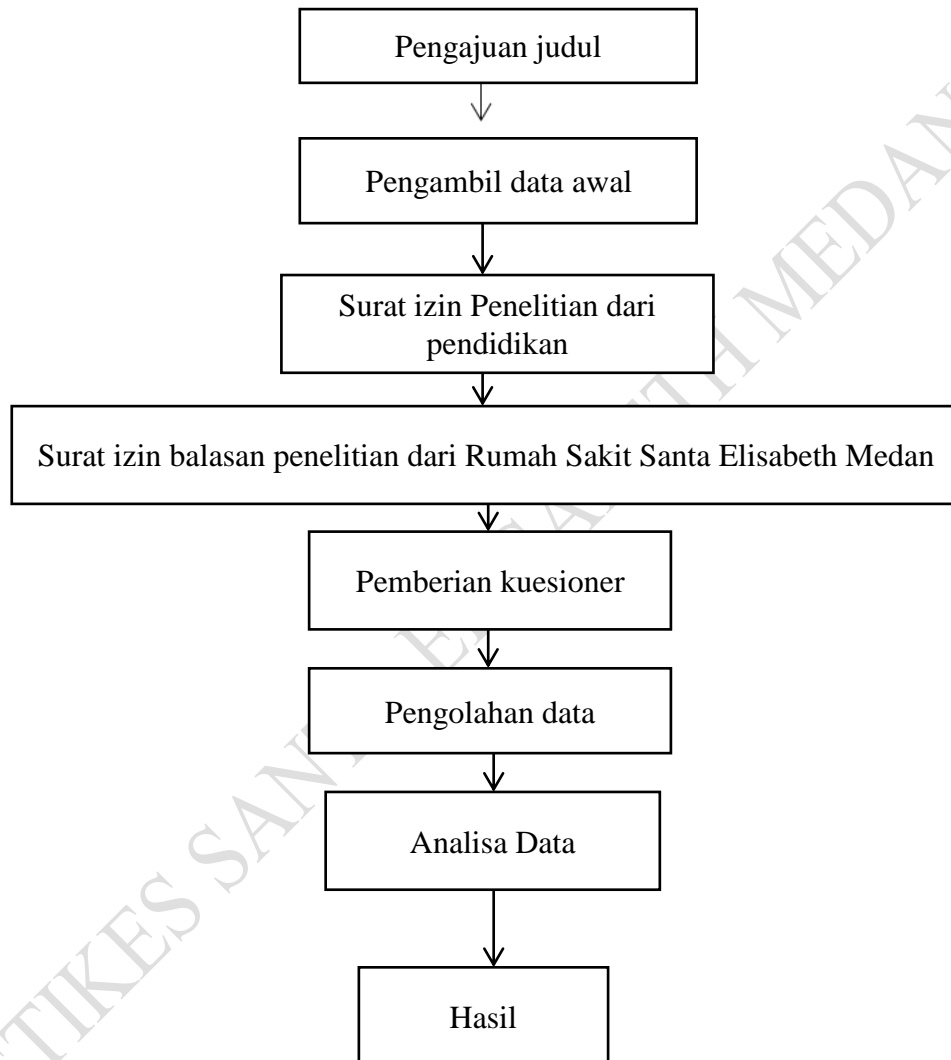 Pengajuan judul
Pengambil data awal
Surat izin Penelitian dari
pendidikan
Surat izin balasan penelitian dari Rumah Sakit Santa Elisabeth Medan
Pemberian kuesioner
Pengolahan data
Analisa Data
Hasil